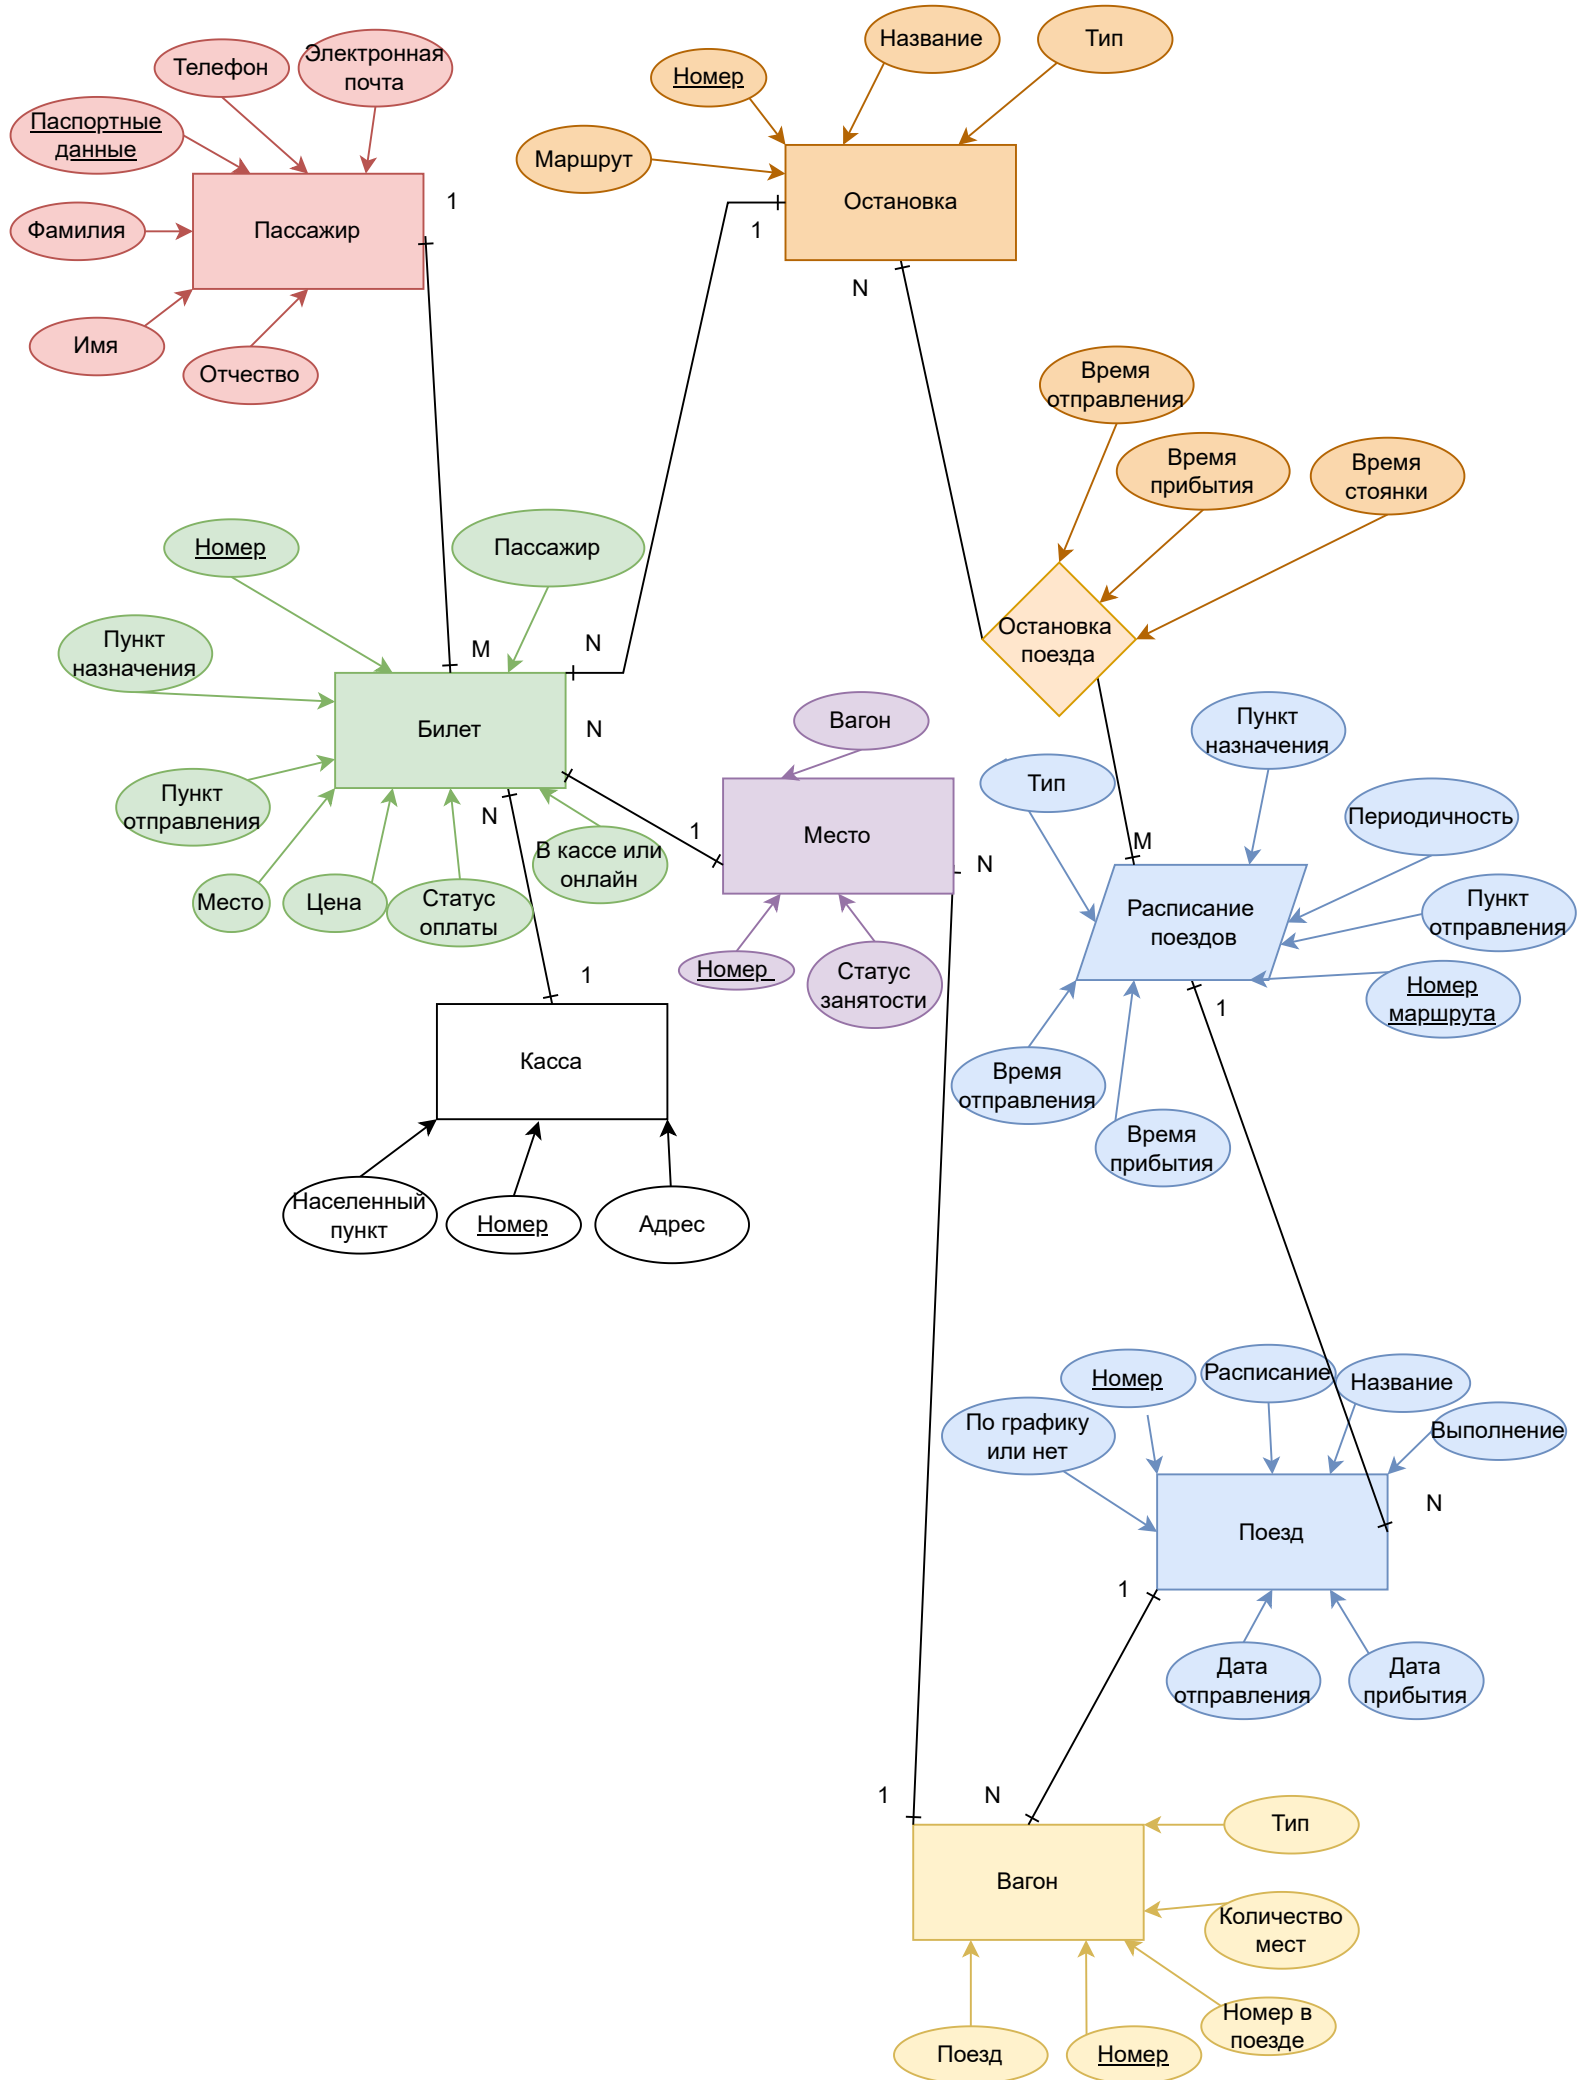 Название
Тип
Номер
Маршрут
Остановка
1
N
Телефон
Электронная
почта
Паспортные
данные
Фамилия
Пассажир
1
Имя
Отчество
Время
отправления
Время
прибытия
Время
стоянки
Остановка
поезда
M
Номер
Пассажир
Пункт
назначения
M
N
Билет
N
Пункт
отправления
Место
Цена
Статус
оплаты
В кассе или
онлайн
N
1
Вагон
Место
N
Номер
Статус
занятости
Пункт
назначения
Тип
Периодичность
Расписание
поездов
Пункт
отправления
Номер
маршрута
1
Время
отправления
Время
прибытия
1
Касса
Населенный
пункт
Номер
Адрес
Номер
Расписание
Название
По графику
или нет
Выполнение
N
Поезд
1
Дата
отправления
Дата
прибытия
1
N
Тип
Вагон
Количество
мест
Номер в
поезде
Поезд
Номер